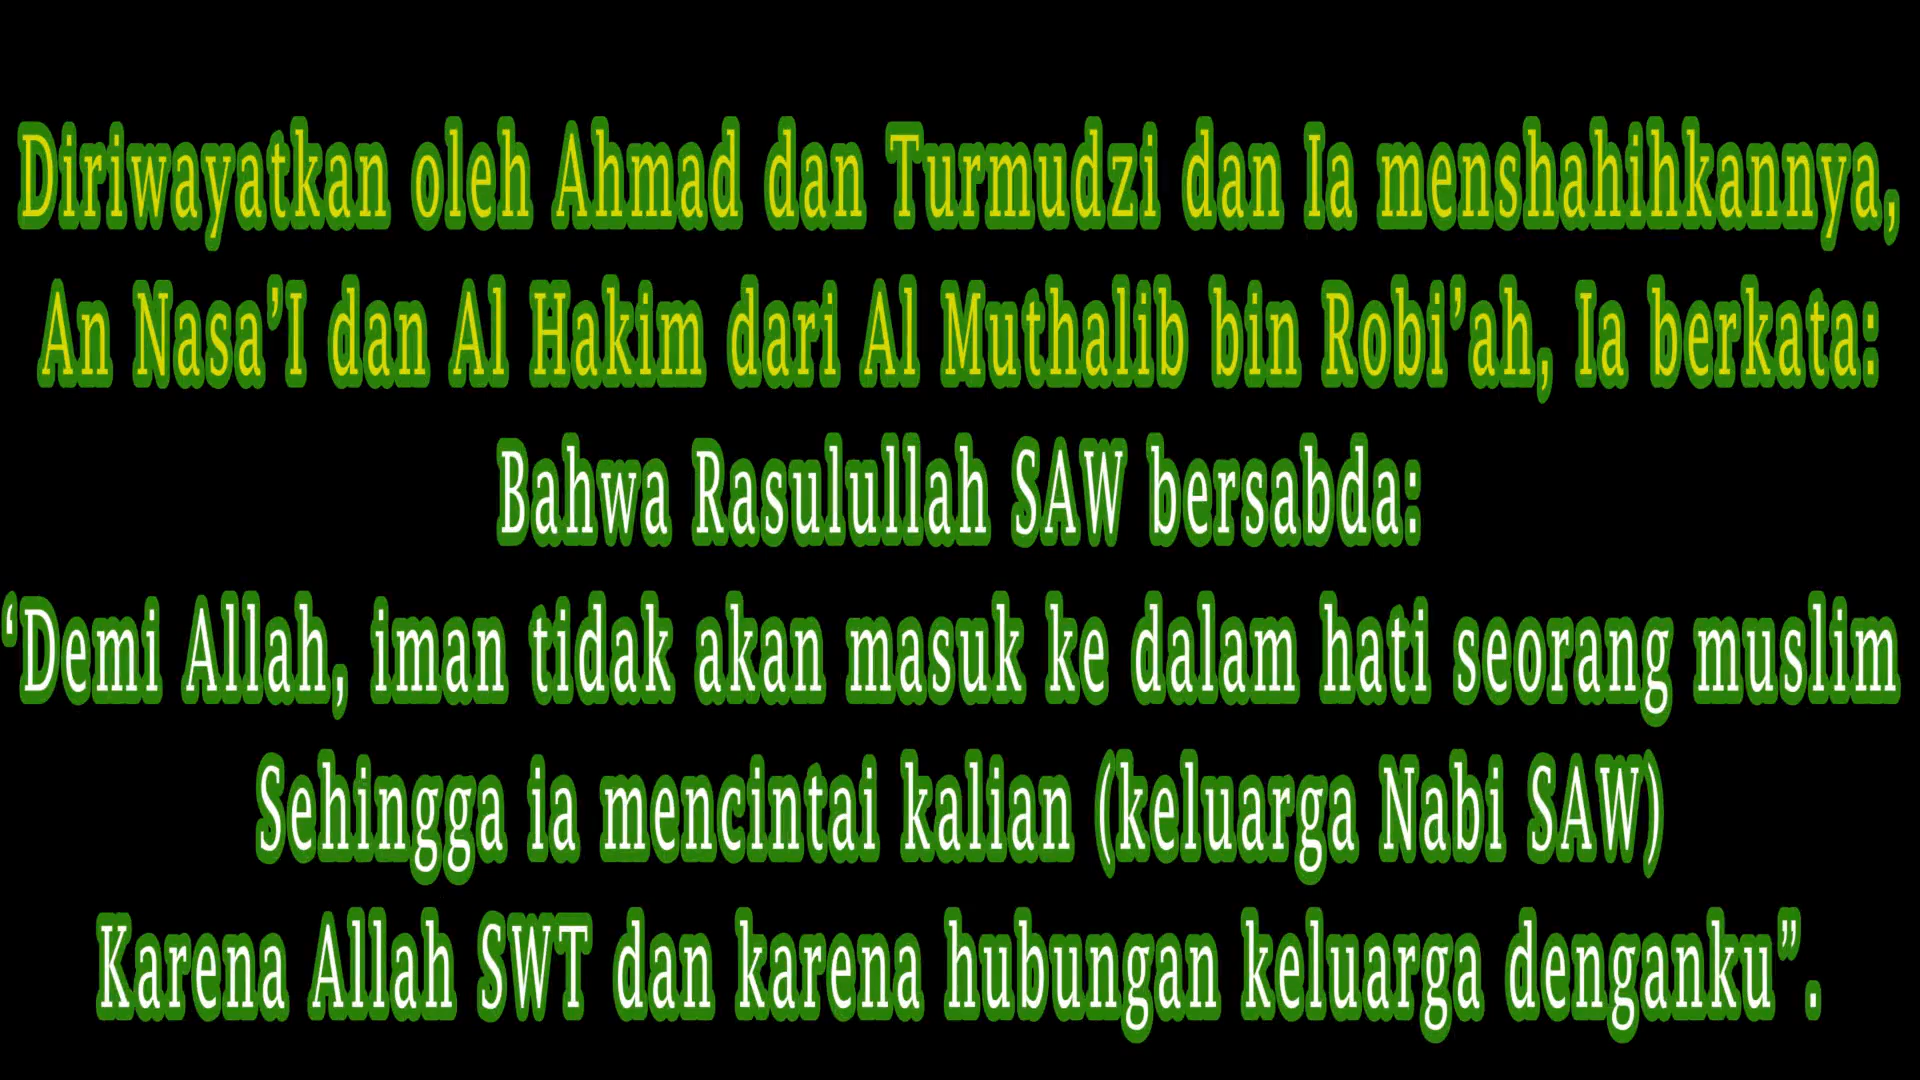 Diriwayatkan oleh Ahmad dan Turmudzi dan Ia menshahihkannya,
An Nasa’I dan Al Hakim dari Al Muthalib bin Robi’ah, Ia berkata:
Bahwa Rasulullah SAW bersabda:
‘Demi Allah, iman tidak akan masuk ke dalam hati seorang muslim
Sehingga ia mencintai kalian (keluarga Nabi SAW)
Karena Allah SWT dan karena hubungan keluarga denganku”.